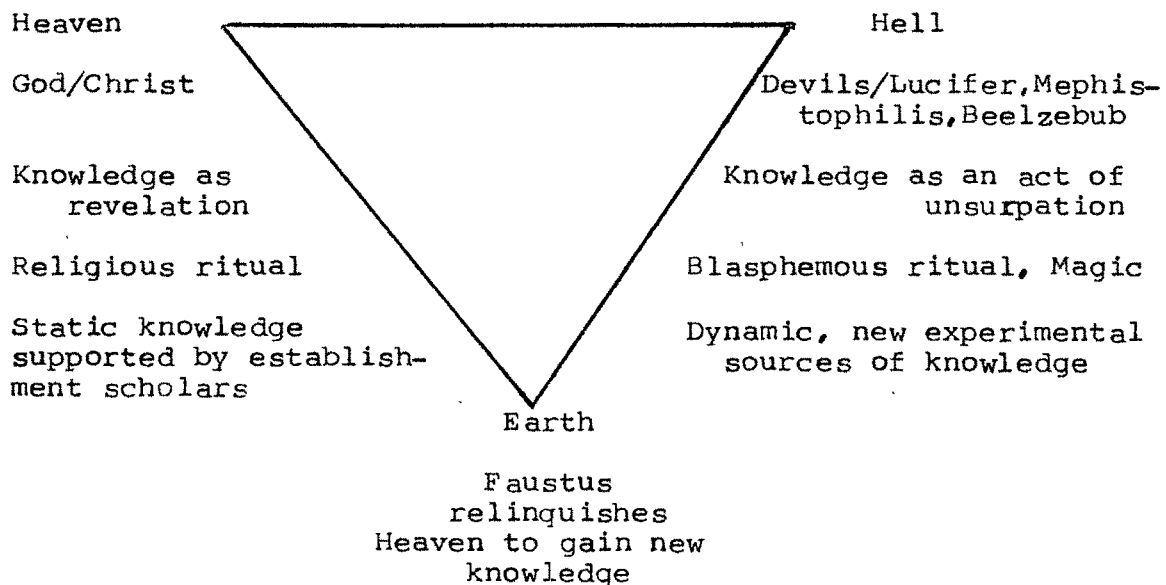 Heaven
Hell
God/Christ
Devils/Lucifer,Mephis-
tophilis,Beelzebub
Knowledge as
revelation
Knowledge as an act of
unsurpation
Religious ritual
Blasphemous ritual, Magic
Static knowledge
supported by establish-
ment scholars
Dynamic, new experimental
sources of knowledge
Earth
Faustus
relinquishes
Heaven to gain new
knowledge